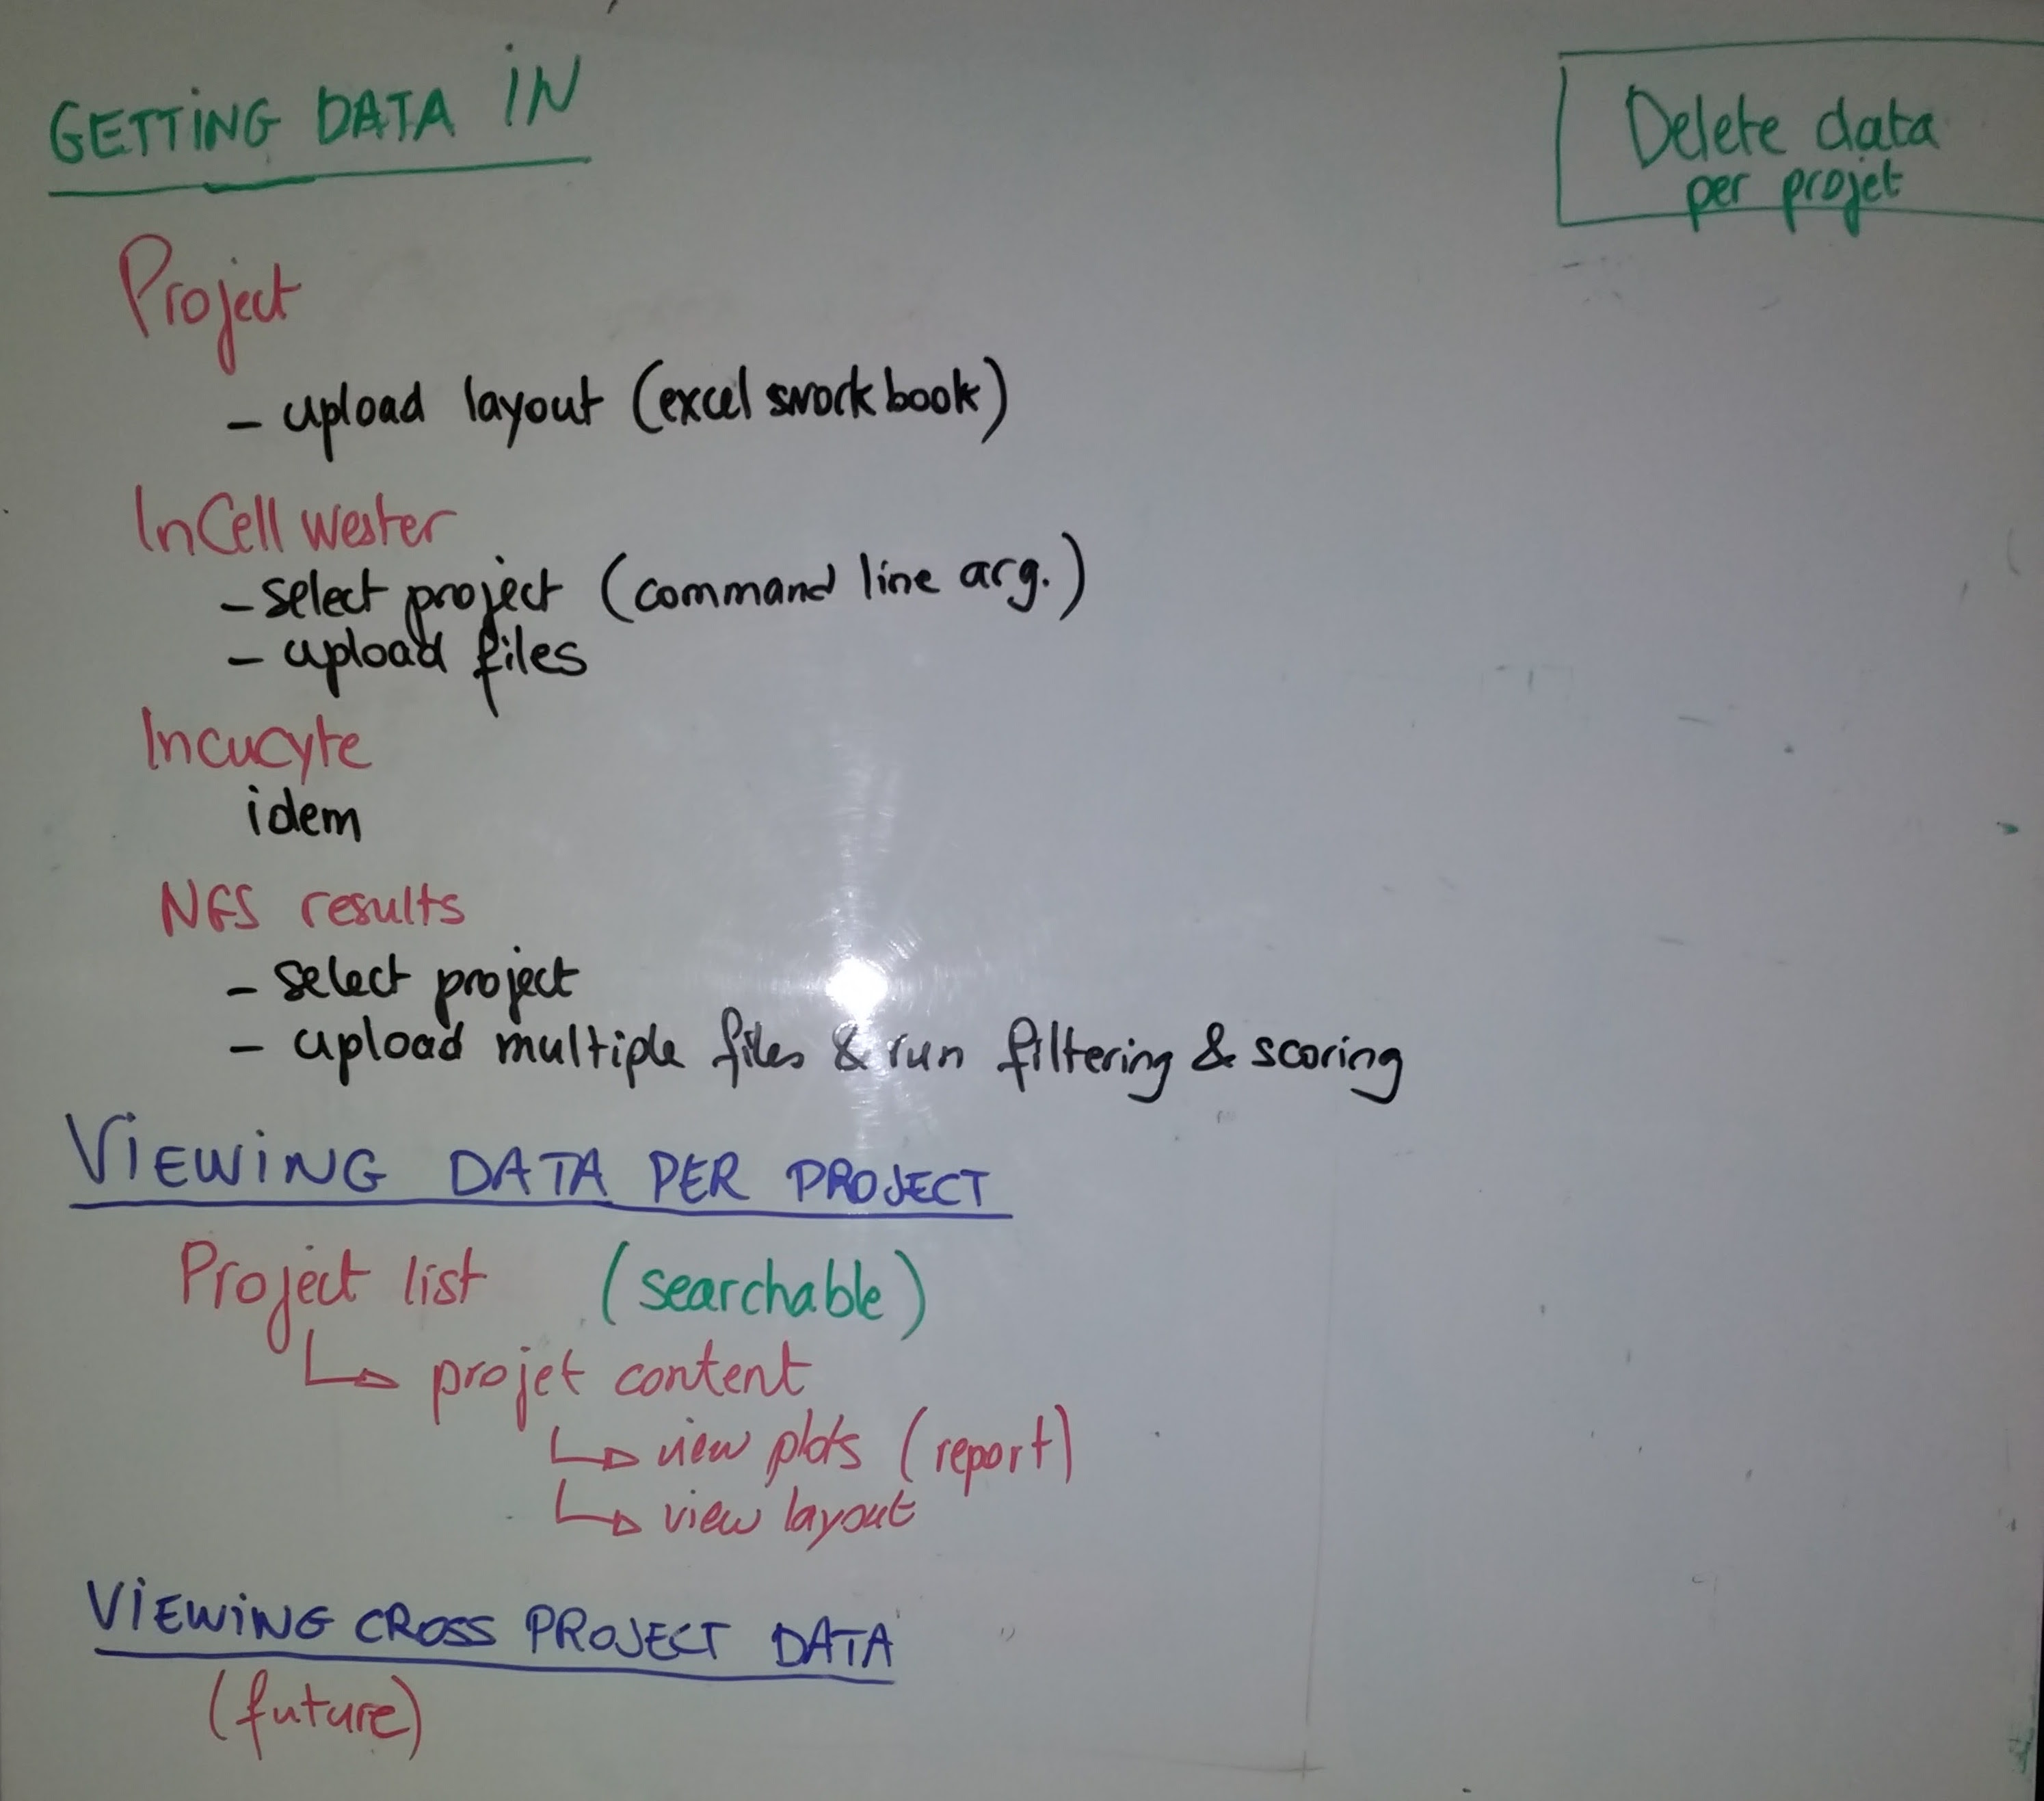 GETTING DATA IN
Delete data
per projet
Project
- upload layout (excel sworkbook)
InCell wester
- select project (command line arg.)
- upload files
Incucyte
idem
NGS results
- select project
- upload multiple files & run filtering & scoring
VIEWING DATA PER PROJECT
Project list (searchable)
↳ projet content
↳ view plots (report)
↳ view layout
VIEWING CROSS PROJECT DATA
(future)